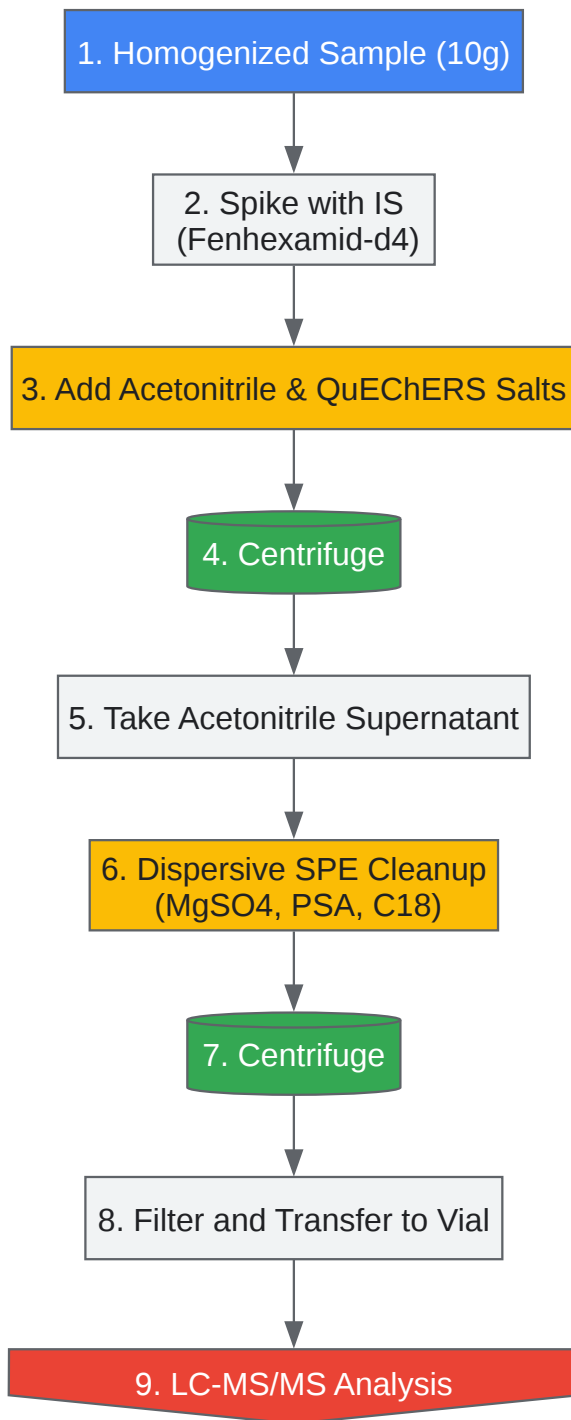 1. Homogenized Sample (10g)
2. Spike with IS
(Fenhexamid-d4)
3. Add Acetonitrile & QuEChERS Salts
4. Centrifuge
5. Take Acetonitrile Supernatant
6. Dispersive SPE Cleanup
(MgSO4, PSA, C18)
7. Centrifuge
8. Filter and Transfer to Vial
9. LC-MS/MS Analysis